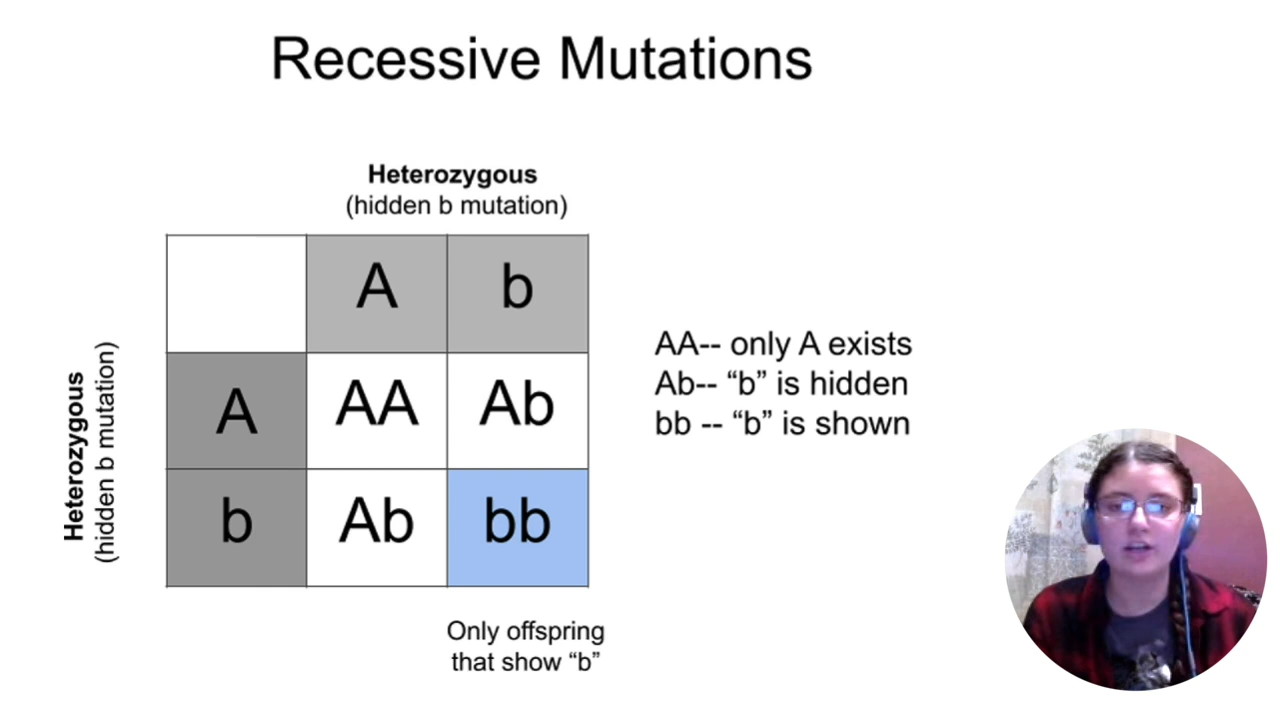 Recessive Mutations
Heterozygous
(hidden b mutation)
Heterozygous
(hidden b mutation)
A b
A AA Ab
b Ab bb
AA-- only A exists
Ab-- “b” is hidden
bb -- “b” is shown
Only offspring
that show “b”